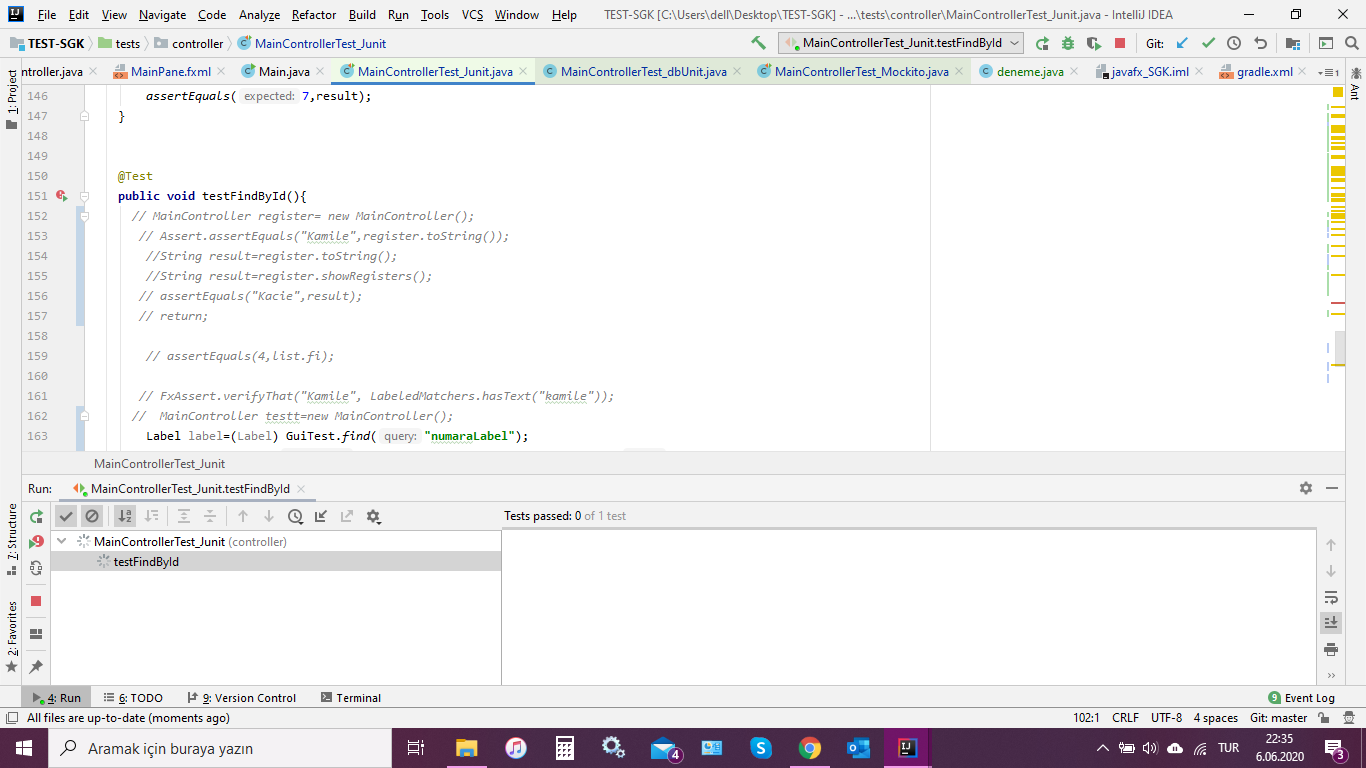 File Edit View Navigate Code Analyze Refactor Build Run Tools VCS Window Help TEST-SGK [C:\Users\dell\Desktop\TEST-SGK] - ...\tests\controller\MainControllerTest_Junit.java - IntelliJ IDEA
TEST-SGK tests controller MainControllerTest_Junit MainControllerTest_Junit.testFindById Git:
ntroller.java MainPane.fxml Main.java MainControllerTest_Junit.java MainControllerTest_dbUnit.java MainControllerTest_Mockito.java deneme.java javafx_SGK.iml gradle.xml
1: Project
Ant
146 assertEquals( expected: 7,result);
147 }
148
149
150 @Test
151 public void testFindById(){
152 // MainController register= new MainController();
153 // Assert.assertEquals("Kamile",register.toString());
154 //String result=register.toString();
155 //String result=register.showRegisters();
156 // assertEquals("Kacie",result);
157 // return;
158
159 // assertEquals(4,list.fi);
160
161 // FxAssert.verifyThat("Kamile", LabeledMatchers.hasText("kamile"));
162 // MainController testt=new MainController();
163 Label label=(Label) GuiTest.find( query: "numaraLabel");
MainControllerTest_Junit
Run: MainControllerTest_Junit.testFindById
Tests passed: 0 of 1 test
MainControllerTest_Junit (controller)
testFindById
7: Structure
2: Favorites
4: Run 6: TODO 9: Version Control Terminal 9 Event Log
All files are up-to-date (moments ago) 102:1 CRLF UTF-8 4 spaces Git: master
Aramak için buraya yazın 4 TUR 22:35
6.06.2020 3